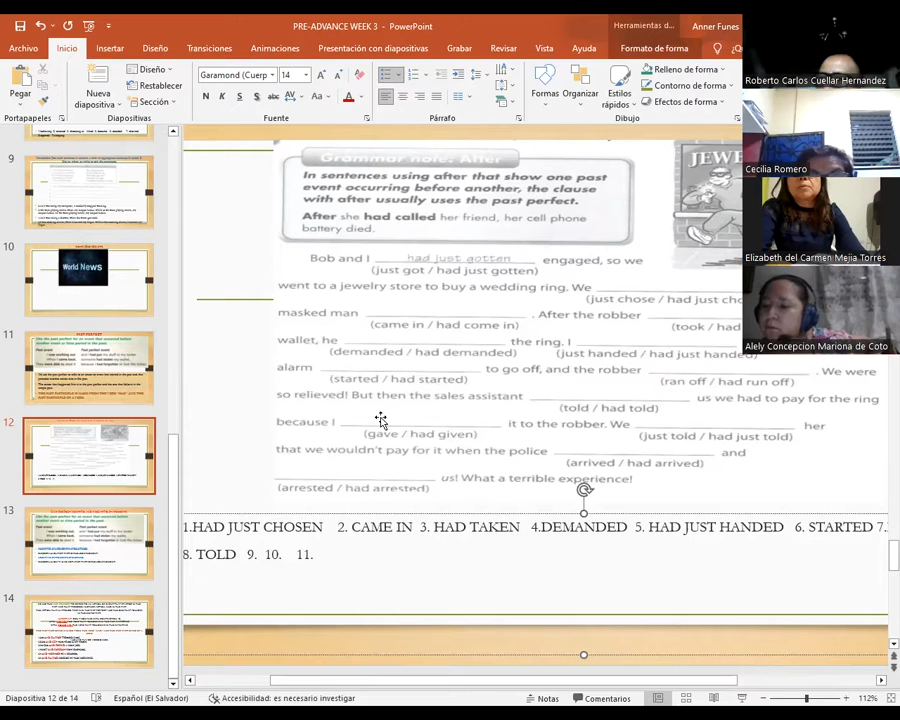 PRE-ADVANCE WEEK 3 - PowerPoint
Herramientas d...
Anner Funes
Archivo
Inicio
Insertar
Diseño
Transiciones
Animaciones
Presentación con diapositivas
Grabar
Revisar
Vista
Ayuda
Formato de forma
Pegar
Nueva diapositiva
Diseño
Restablecer
Sección
Garamond (Cuerp
14
N K S S abc AV Aa A
Formas
Organizar
Estilos rápidos
Relleno de forma
Contorno de forma
Efectos de forma
Portapapeles
Diapositivas
Fuente
Párrafo
Dibujo
Roberto Carlos Cuellar Hernandez
Cecilia Romero
Elizabeth del Carmen Mejia Torres
Alely Concepcion Mariona de Coto
9
10
World News
11
PAST PERFECT
12
13
14
Grammar note: After
In sentences using after that show one past
event occurring before another, the clause
with after usually uses the past perfect.
After she had called her friend, her cell phone
battery died.
JEWE
Bob and I had just gotten engaged, so we
(just got / had just gotten)
went to a jewelry store to buy a wedding ring. We
(just chose / had just cho
masked man . After the robber
(came in / had come in) (took / had
wallet, he the ring. I
(demanded / had demanded) (just handed / had just handed
alarm to go off, and the robber . We were
(started / had started) (ran off / had run off)
so relieved! But then the sales assistant us we had to pay for the ring
(told / had told)
because I it to the robber. We her
(gave / had given) (just told / had just told)
that we wouldn't pay for it when the police and
(arrived / had arrived)
us! What a terrible experience!
(arrested / had arrested)
1.HAD JUST CHOSEN 2. CAME IN 3. HAD TAKEN 4.DEMANDED 5. HAD JUST HANDED 6. STARTED 7.
8. TOLD 9. 10. 11.
Diapositiva 12 de 14
Español (El Salvador)
Accesibilidad: es necesario investigar
Notas
Comentarios
112%